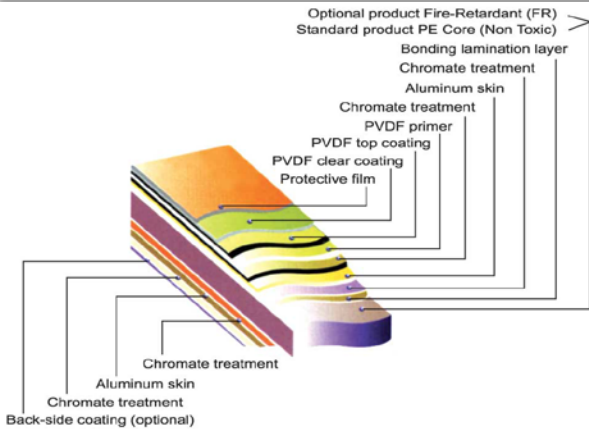 Optional product Fire-Retardant (FR)
Standard product PE Core (Non Toxic)
Bonding lamination layer
Chromate treatment
Aluminum skin
Chromate treatment
PVDF primer
PVDF top coating
PVDF clear coating
Protective film
Chromate treatment
Aluminum skin
Chromate treatment
Back-side coating (optional)